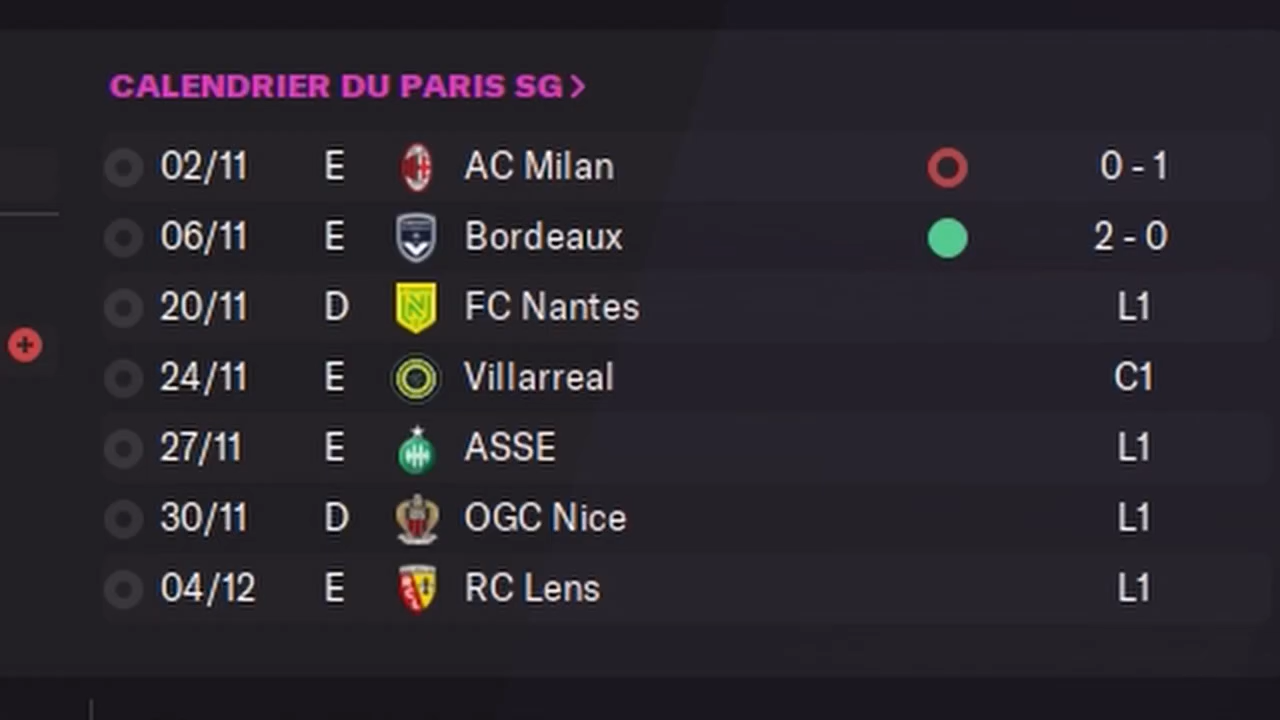 CALENDRIER DU PARIS SG >
02/11 E AC Milan 0 - 1
06/11 E Bordeaux 2 - 0
20/11 D FC Nantes L1
24/11 E Villarreal C1
27/11 E ASSE L1
30/11 D OGC Nice L1
04/12 E RC Lens L1